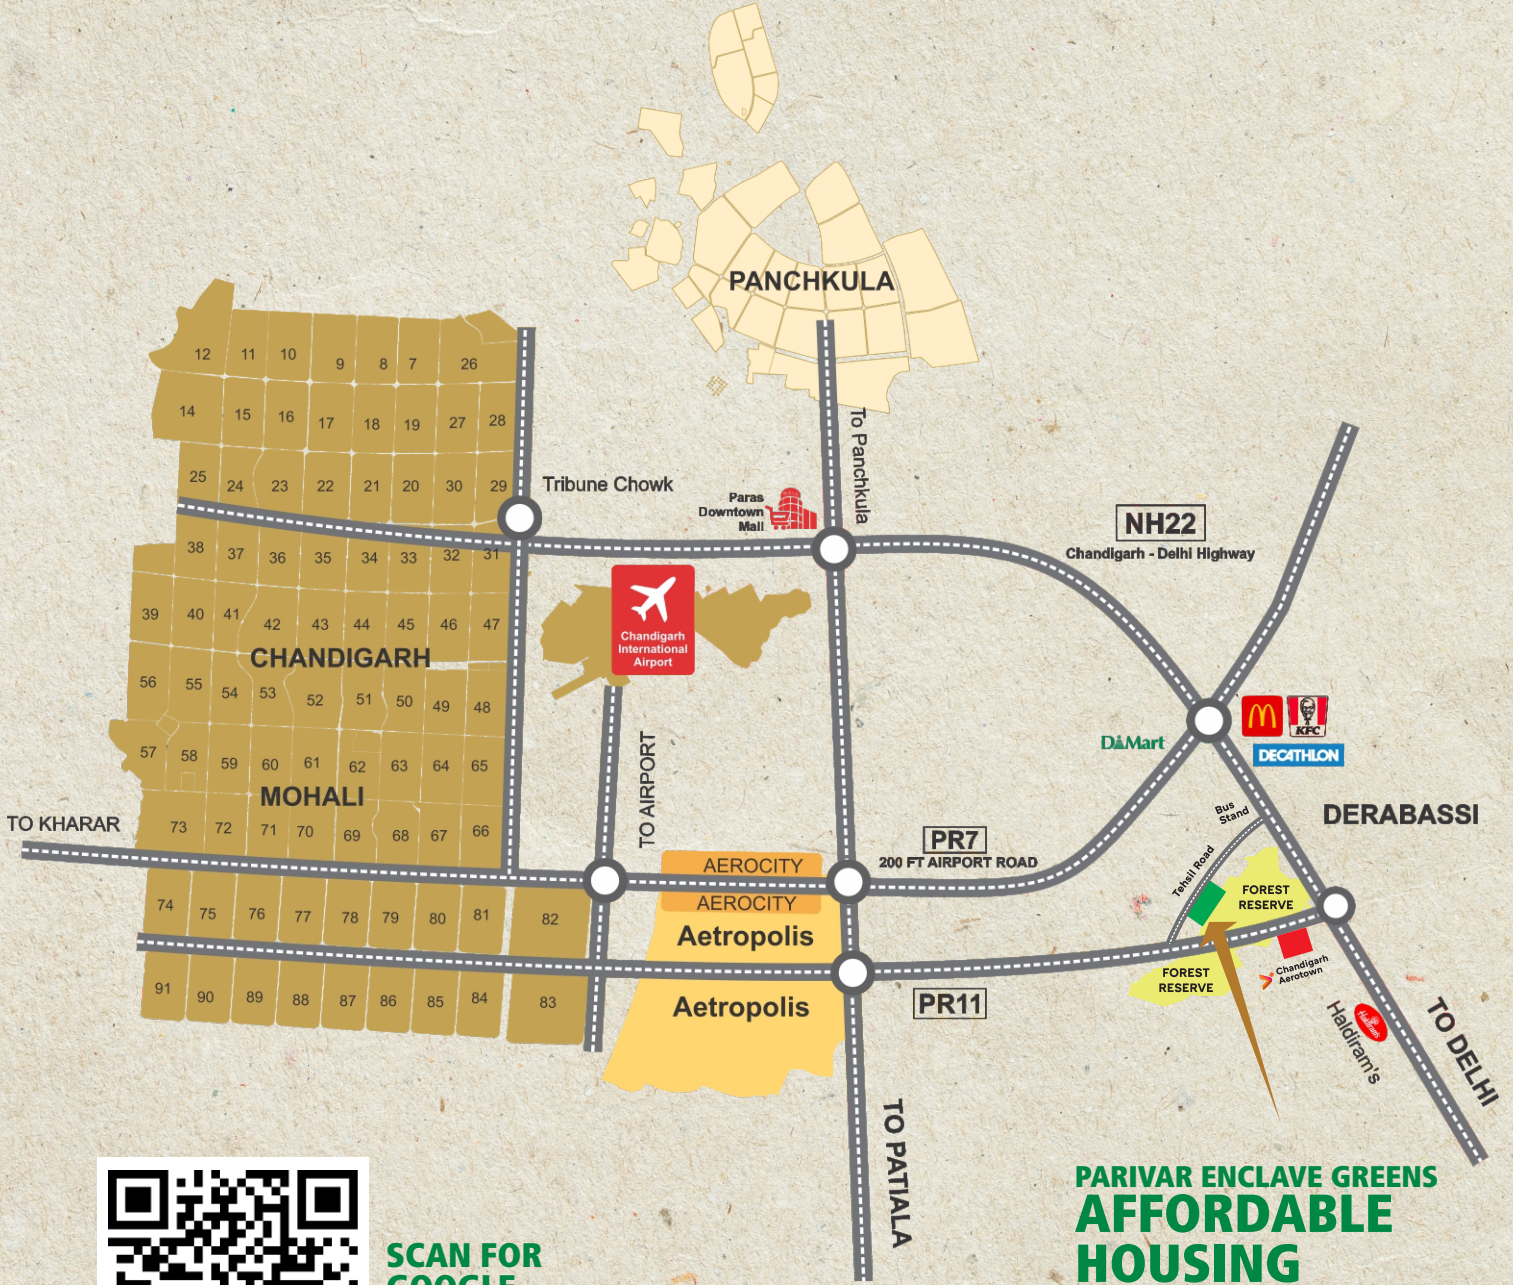 PANCHKULA
12 11 10 9 8 7 26
14 15 16 17 18 19 27 28
25 24 23 22 21 20 30 29
Tribune Chowk
To Panchkula
Paras
Downtown
Mall
NH22
Chandigarh - Delhi Highway
38 37 36 35 34 33 32 31
39 40 41 42 43 44 45 46 47
CHANDIGARH
Chandigarh
International
Airport
56 55 54 53 52 51 50 49 48
57 58 59 60 61 62 63 64 65
MOHALI
73 72 71 70 69 68 67 66
TO KHARAR
TO AIRPORT
DMart
KFC
DECATHLON
DERABASSI
Bus
Stand
Tehsil Road
PR7
200 FT AIRPORT ROAD
AEROCITY
AEROCITY
Aetropolis
Aetropolis
FOREST
RESERVE
FOREST
RESERVE
Chandigarh
Aerotown
74 75 76 77 78 79 80 81 82
91 90 89 88 87 86 85 84 83
PR11
Haldiram's
Haldiram's
TO DELHI
TO PATIALA
PARIVAR ENCLAVE GREENS
AFFORDABLE
HOUSING
SCAN FOR
GOOGLE